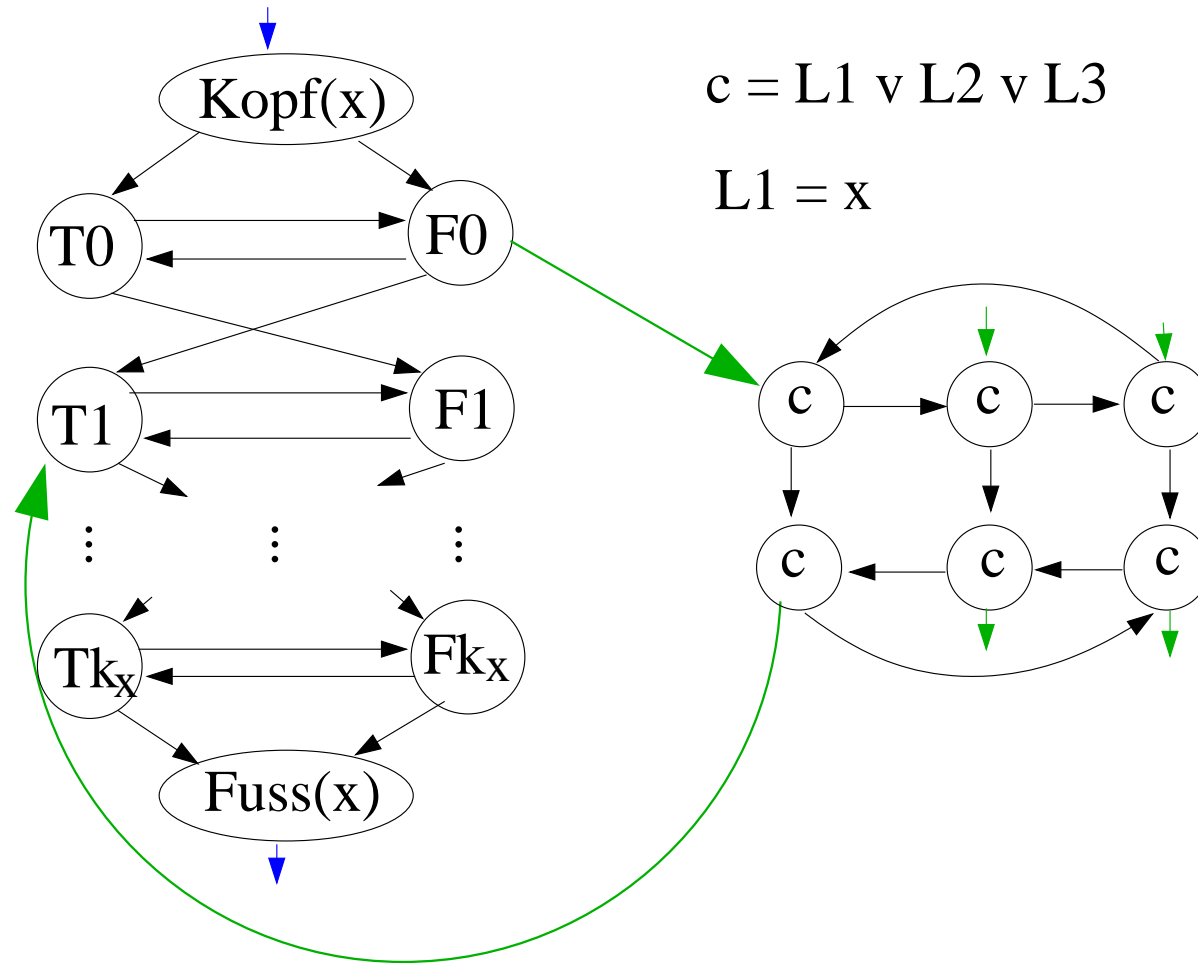 Kopf(x)
c = L1 v L2 v L3
L1 = x
T0
F0
T1
F1
c
c
c
⋮
⋮
⋮
c
c
c
Tkx
Fkx
Fuss(x)